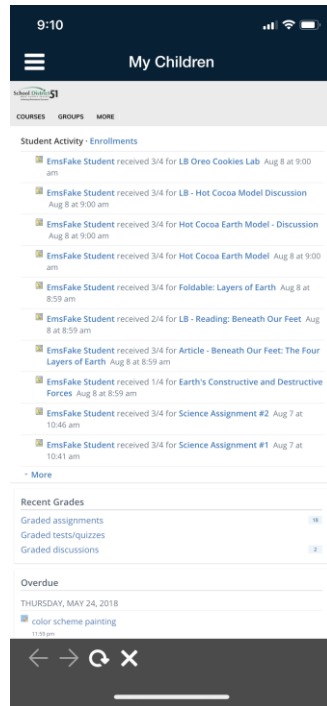 9:10
My Children
School District 51
COURSES GROUPS MORE
Student Activity · Enrollments
EmsFake Student received 3/4 for LB Oreo Cookies Lab Aug 8 at 9:00
am
EmsFake Student received 3/4 for LB - Hot Cocoa Model Discussion
Aug 8 at 9:00 am
EmsFake Student received 3/4 for Hot Cocoa Earth Model - Discussion
Aug 8 at 9:00 am
EmsFake Student received 3/4 for Hot Cocoa Earth Model Aug 8 at 9:00
am
EmsFake Student received 3/4 for Foldable: Layers of Earth Aug 8 at
8:59 am
EmsFake Student received 2/4 for LB - Reading: Beneath Our Feet Aug
8 at 8:59 am
EmsFake Student received 3/4 for Article - Beneath Our Feet: The Four
Layers of Earth Aug 8 at 8:59 am
EmsFake Student received 1/4 for Earth's Constructive and Destructive
Forces Aug 8 at 8:59 am
EmsFake Student received 3/4 for Science Assignment #2 Aug 7 at
10:46 am
EmsFake Student received 3/4 for Science Assignment #1 Aug 7 at
10:41 am
More
Recent Grades
Graded assignments
Graded tests/quizzes
Graded discussions 2
Overdue
THURSDAY, MAY 24, 2018
color scheme painting
11:59 pm